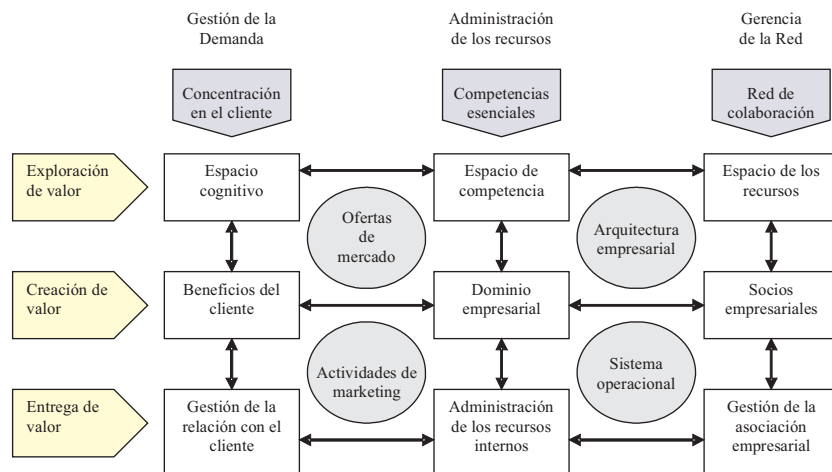 Gestión de la
Demanda
Administración
de los recursos
Gerencia
de la Red
Concentración
en el cliente
Competencias
esenciales
Red de
colaboración
Exploración
de valor
Espacio
cognitivo
Espacio de
competencia
Espacio de los
recursos
Ofertas
de
mercado
Arquitectura
empresarial
Creación de
valor
Beneficios del
cliente
Dominio
empresarial
Socios
empresariales
Actividades de
marketing
Sistema
operacional
Entrega de
valor
Gestión de la
relación con el
cliente
Administración
de los recursos
internos
Gestión de la
asociación
empresarial